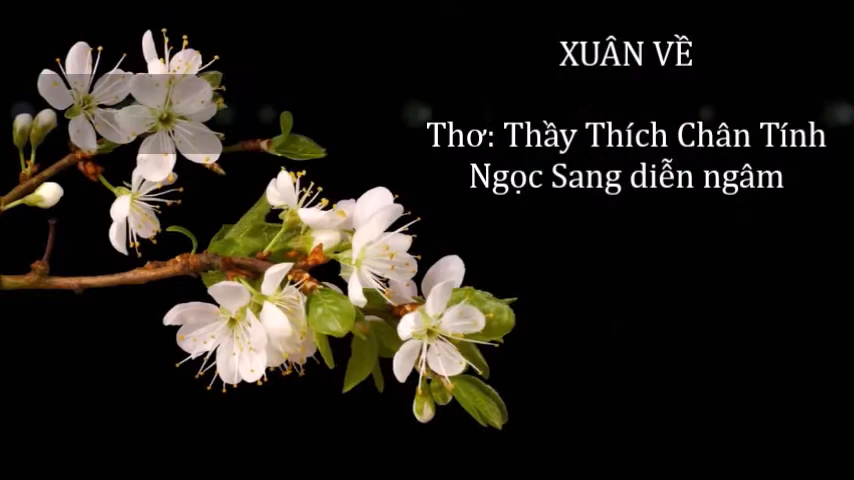 XUÂN VỀ
Thơ: Thầy Thích Chân Tính
Ngọc Sang diễn ngâm